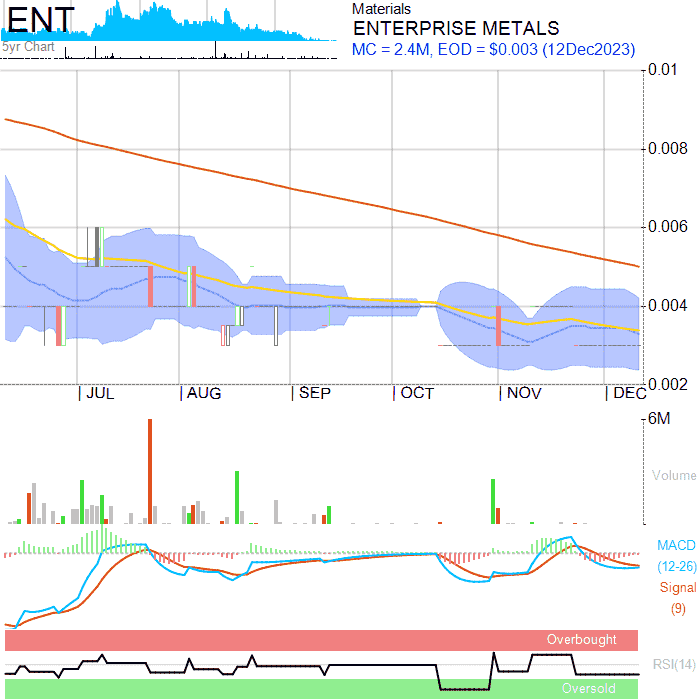 ENT
5yr Chart
Materials
ENTERPRISE METALS
MC = 2.4M, EOD = $0.003 (12Dec2023)
0.01
0.008
0.006
0.004
0.002
| JUL | AUG | SEP | OCT | NOV | DEC
6M
Volume
MACD
(12-26)
Signal
(9)
Overbought
RSI(14)
Oversold